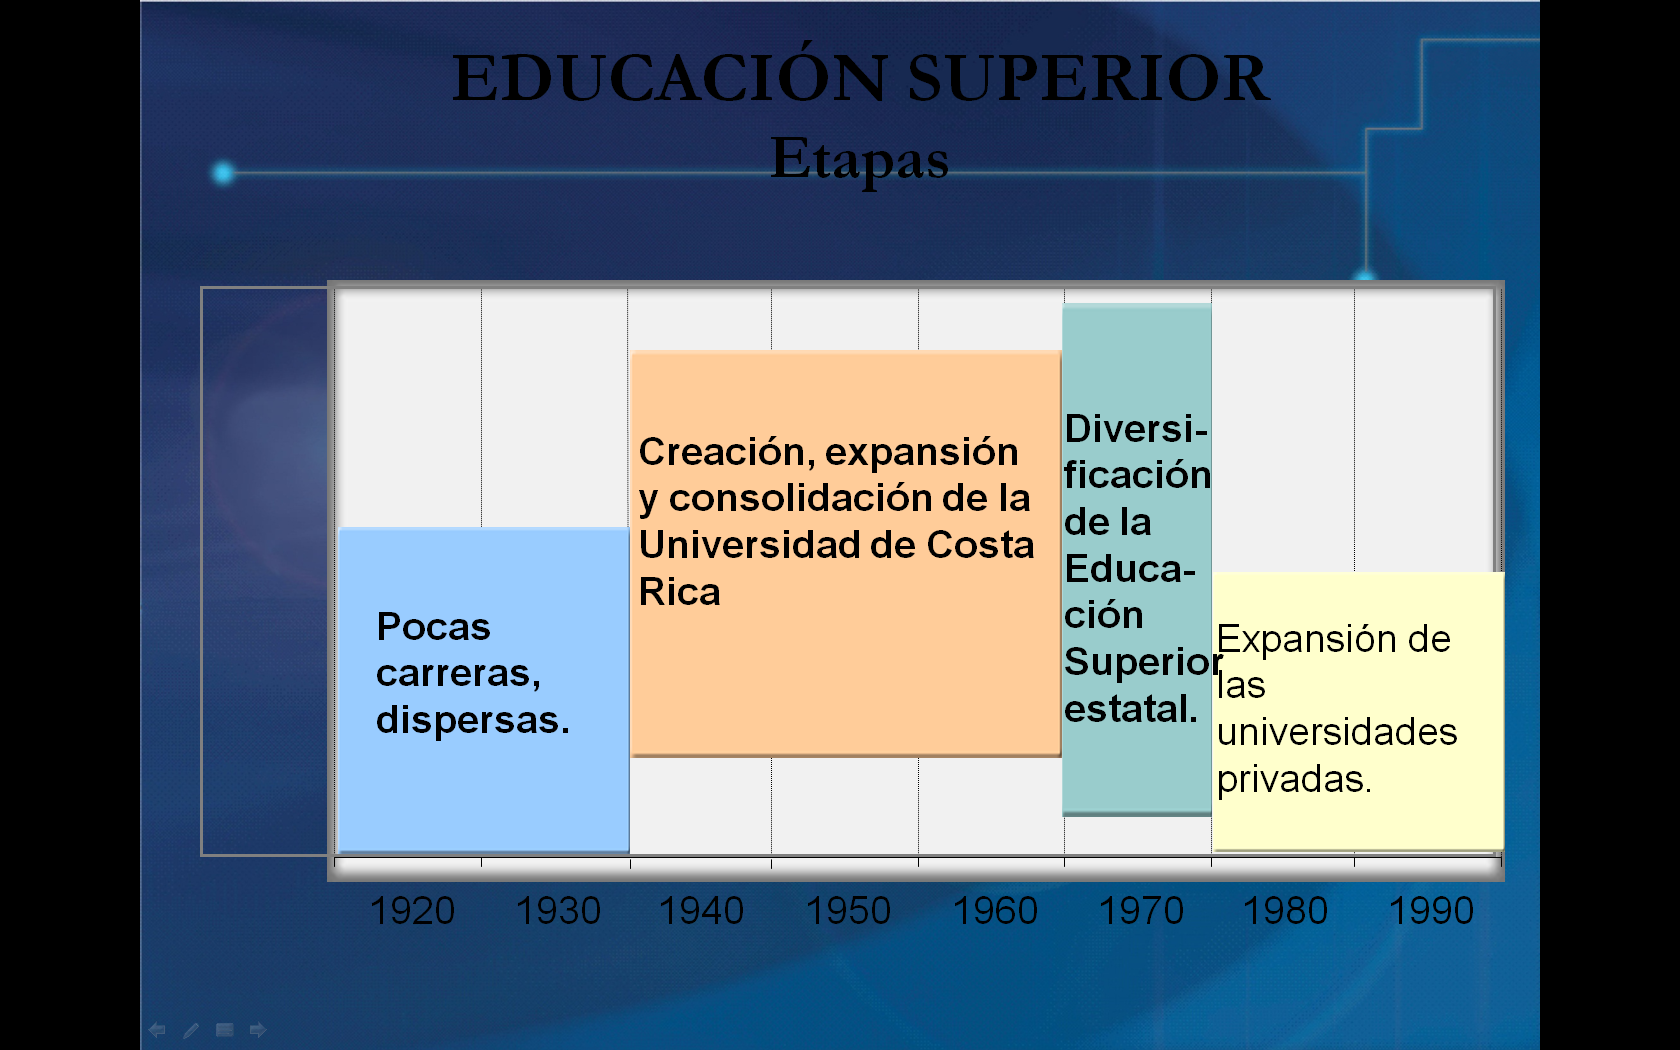 EDUCACIÓN SUPERIOR
Etapas
Pocas
carreras,
dispersas.
Creación, expansión
y consolidación de la
Universidad de Costa
Rica
Diversi-
ficación
de la
Educa-
ción
Superior
estatal.
Expansión de
las
universidades
privadas.
1920 1930 1940 1950 1960 1970 1980 1990